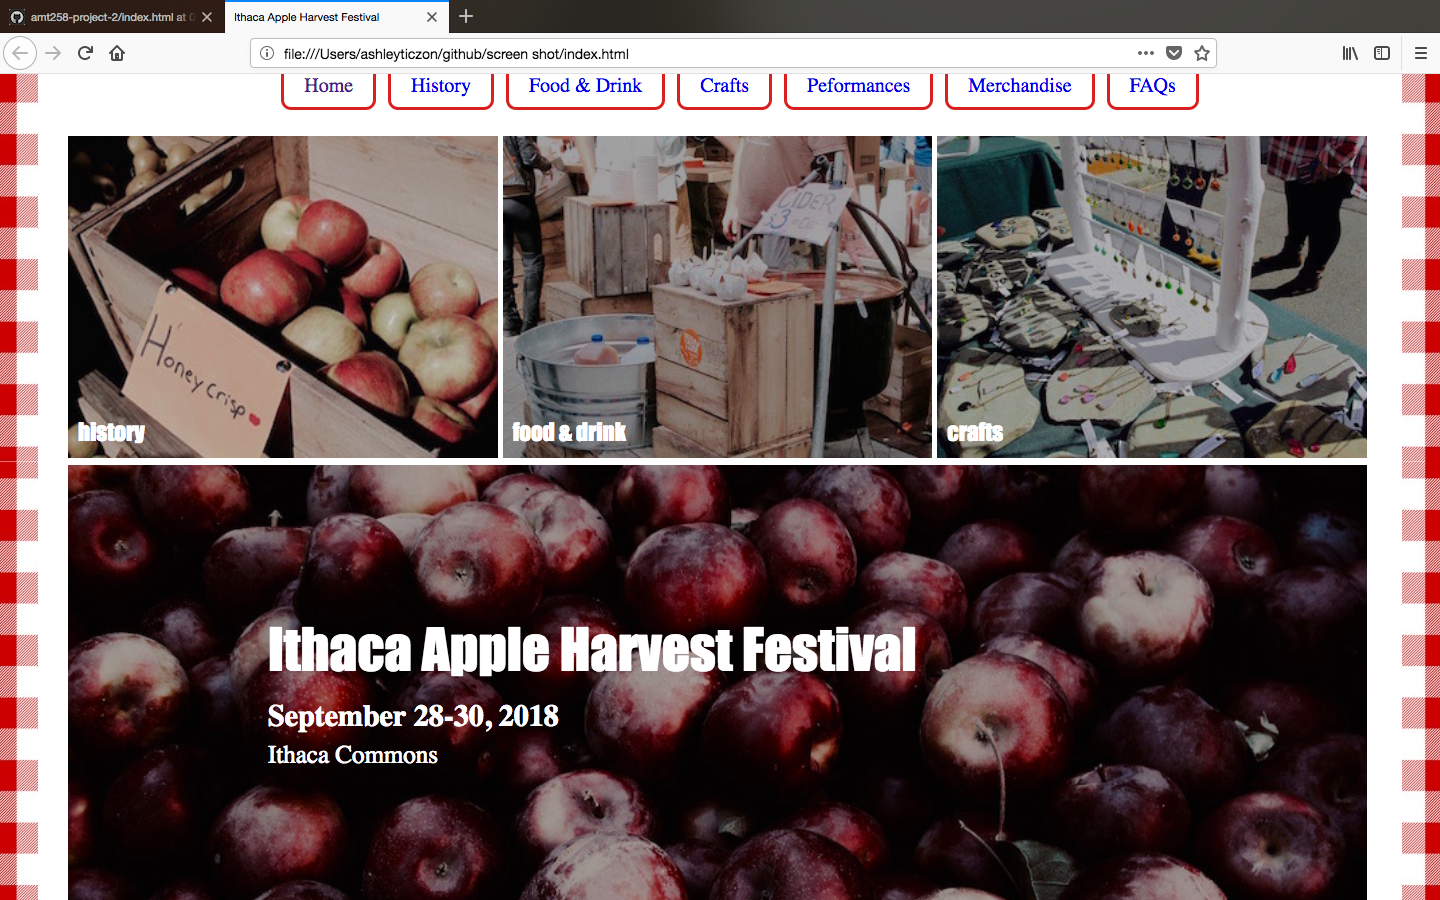 amt258-project-2/index.html at
Ithaca Apple Harvest Festival
file:///Users/ashleyticzon/github/screen shot/index.html
Home History Food & Drink Crafts Peformances Merchandise FAQs
CIDER
$3
Honey crisp
history food & drink crafts
Ithaca Apple Harvest Festival
September 28-30, 2018
Ithaca Commons